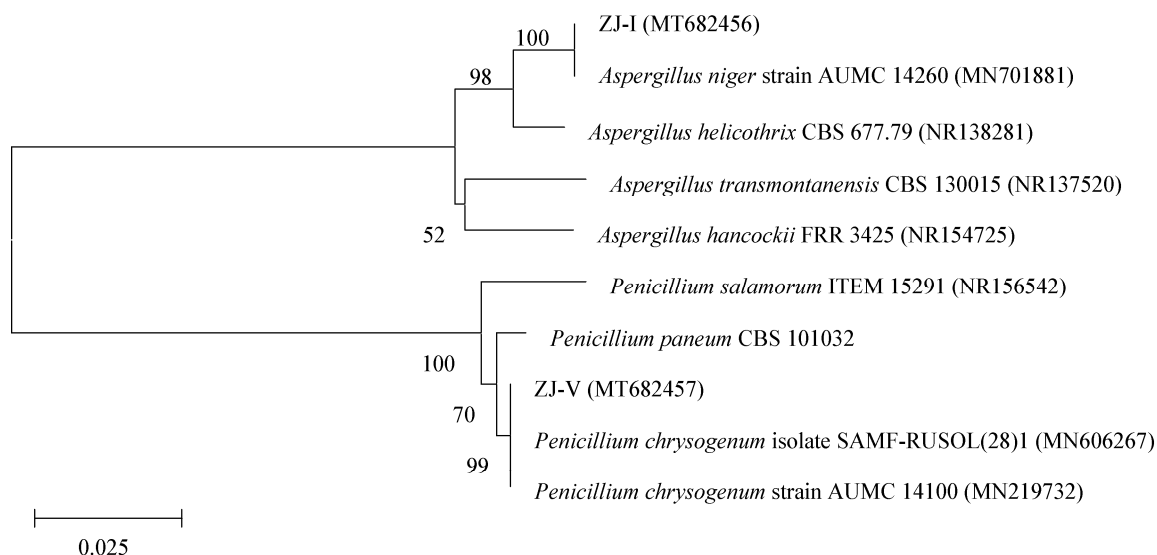 ZJ-I (MT682456)
100
Aspergillus niger strain AUMC 14260 (MN701881)
98
Aspergillus helicothrix CBS 677.79 (NR138281)
Aspergillus transmontanensis CBS 130015 (NR137520)
52
Aspergillus hancockii FRR 3425 (NR154725)
Penicillium salamorum ITEM 15291 (NR156542)
Penicillium paneum CBS 101032
100
ZJ-V (MT682457)
70
Penicillium chrysogenum isolate SAMF-RUSOL(28)1 (MN606267)
99
Penicillium chrysogenum strain AUMC 14100 (MN219732)
0.025